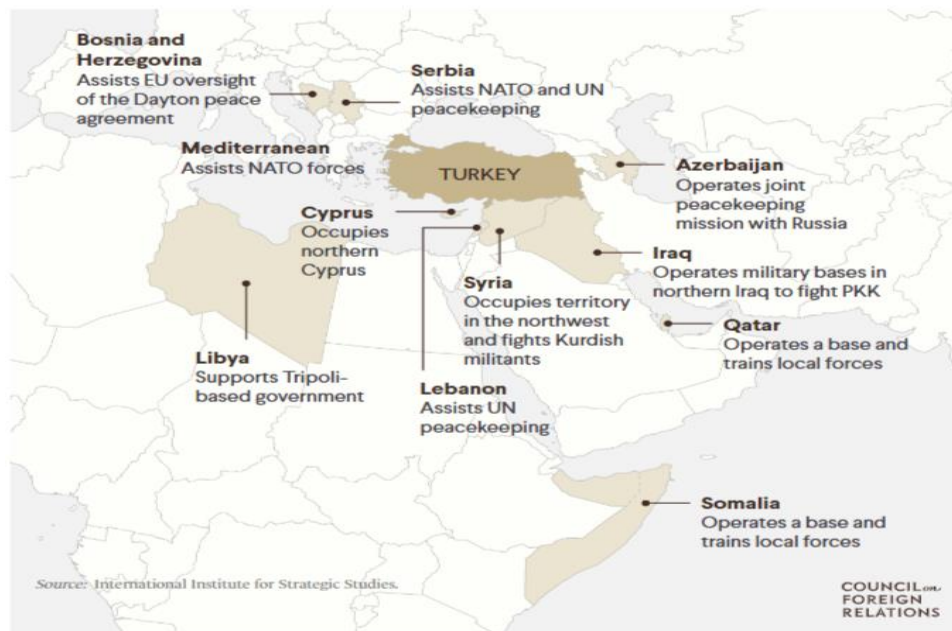 Bosnia and
Herzegovina
Assists EU oversight
of the Dayton peace
agreement
Serbia
Assists NATO and UN
peacekeeping
Mediterranean
Assists NATO forces
TURKEY
Azerbaijan
Operates joint
peacekeeping
mission with Russia
Cyprus
Occupies
northern
Cyprus
Iraq
Operates military bases in
northern Iraq to fight PKK
Syria
Occupies territory
in the northwest
and fights Kurdish
militants
Qatar
Operates a base and
trains local forces
Libya
Supports Tripoli-
based government
Lebanon
Assists UN
peacekeeping
Somalia
Operates a base and
trains local forces
Source: International Institute for Strategic Studies.
COUNCIL on
FOREIGN
RELATIONS